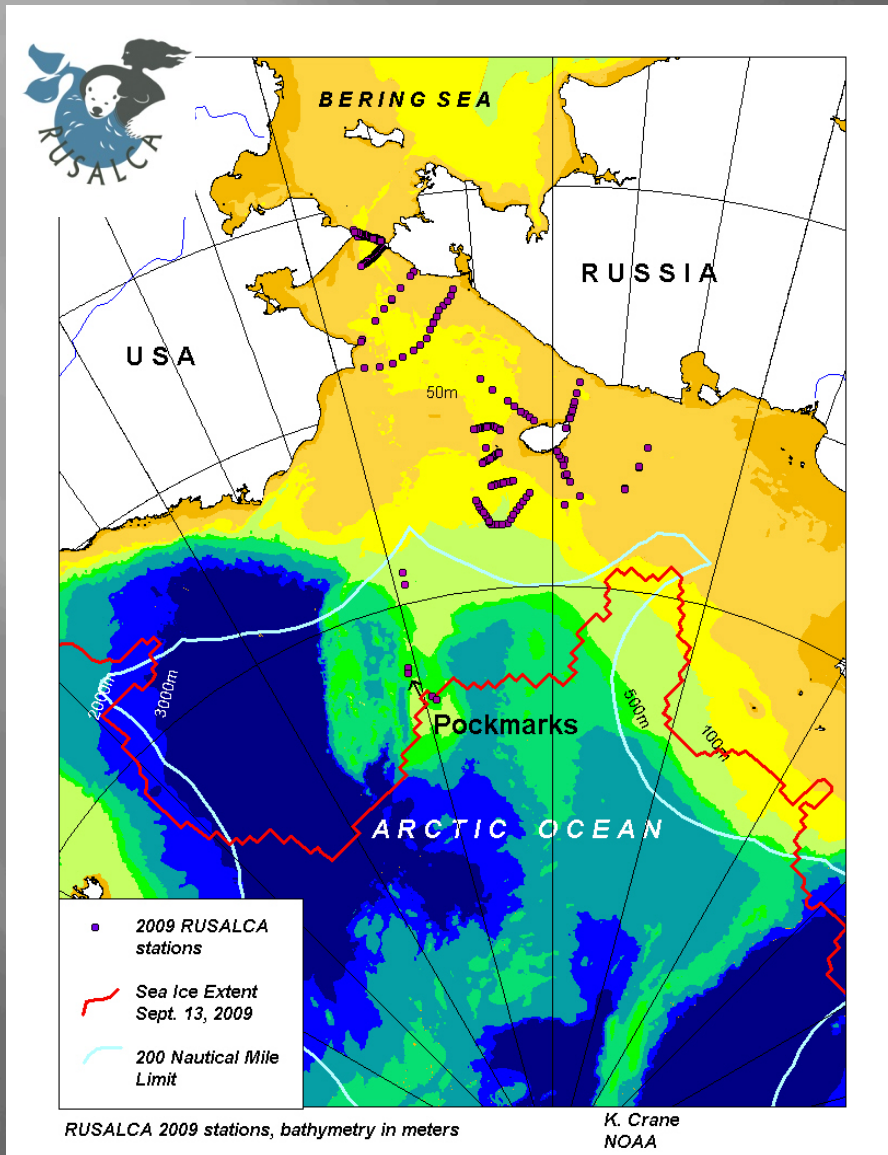 RUSALCA
BERING SEA
RUSSIA
USA
50m
2000m
3000m
500m
100m
Pockmarks
ARCTIC OCEAN
2009 RUSALCA
stations
Sea Ice Extent
Sept. 13, 2009
200 Nautical Mile
Limit
RUSALCA 2009 stations, bathymetry in meters
K. Crane
NOAA